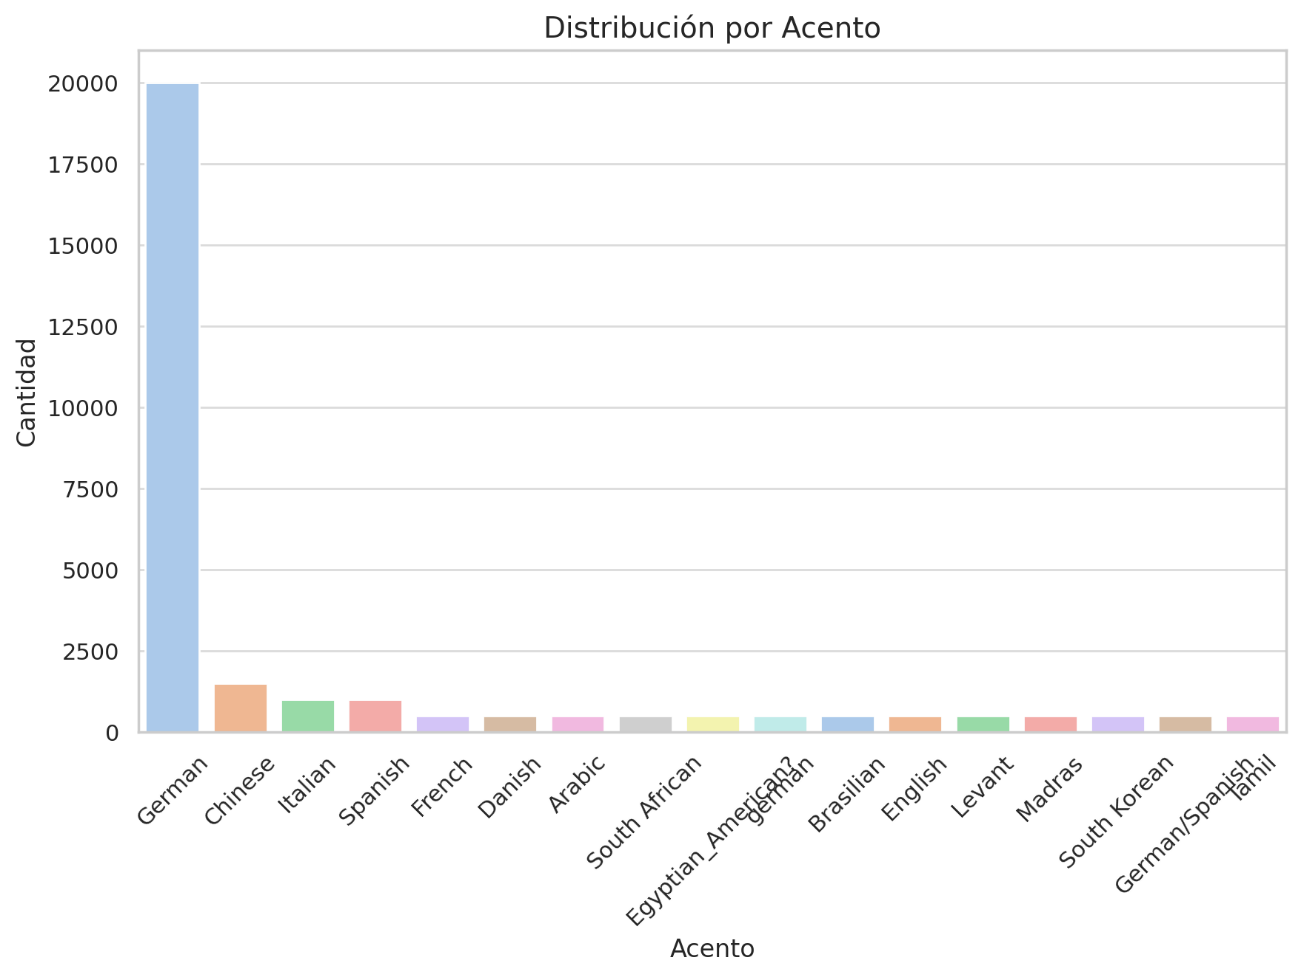 Distribución por Acento
Cantidad
20000
17500
15000
12500
10000
7500
5000
2500
0
German
Chinese
Italian
Spanish
French
Danish
Arabic
South African
Egyptian_American?
german
Brasilian
English
Levant
Madras
South Korean
German/Spanish
Tamil
Acento